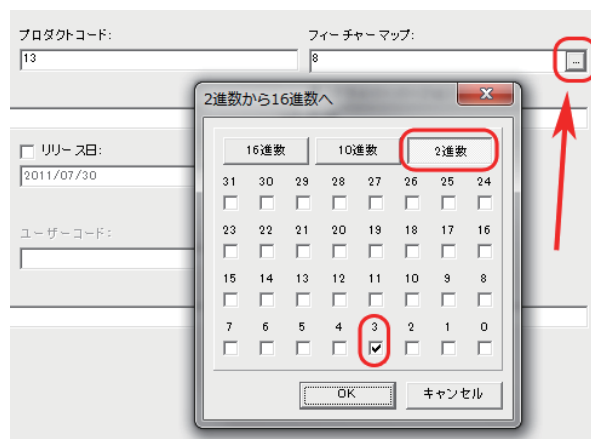 プロダクトコード:
フィーチャーマップ:
13
8
...
2進数から16進数へ
16進数
10進数
2進数
リリース日:
2011/07/30
31 30 29 28 27 26 25 24
23 22 21 20 19 18 17 16
ユーザーコード:
15 14 13 12 11 10 9 8
7 6 5 4 3 2 1 0
OK
キャンセル